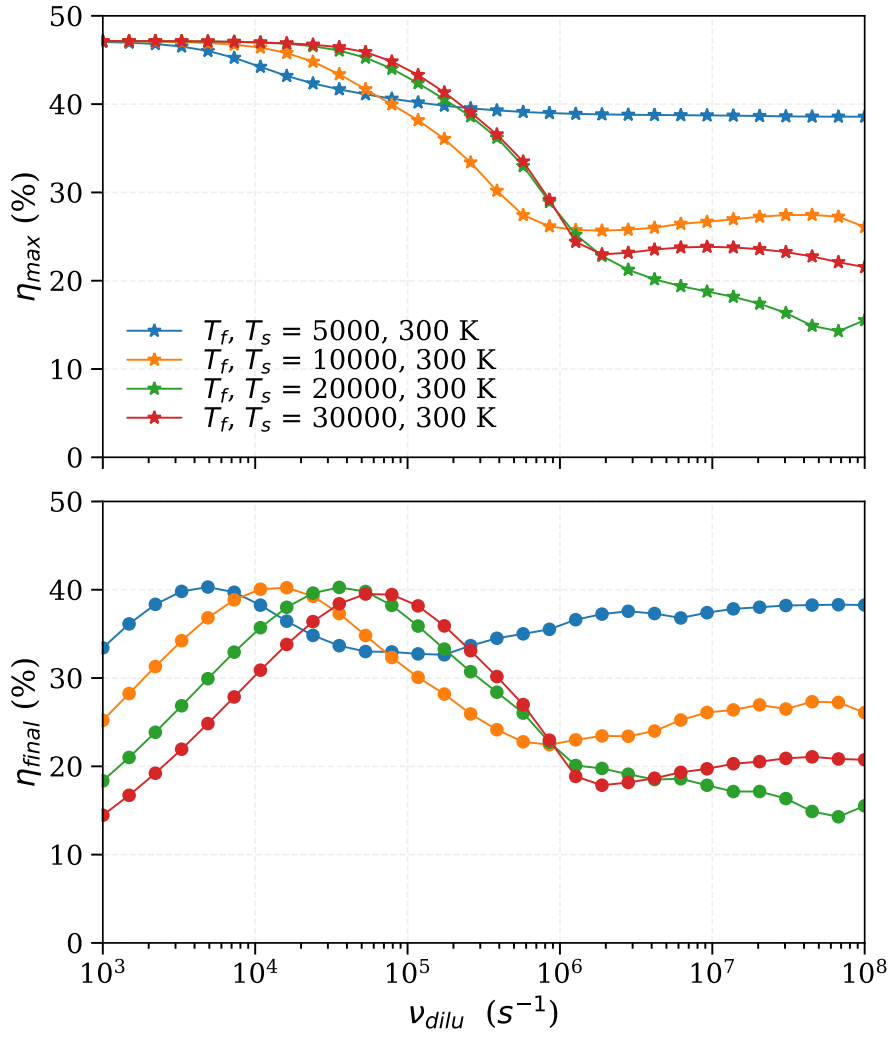 50
40
30
20
10
0
η_max (%)
T_f, T_s = 5000, 300 K
T_f, T_s = 10000, 300 K
T_f, T_s = 20000, 300 K
T_f, T_s = 30000, 300 K
50
40
30
20
10
0
η_final (%)
10^3 10^4 10^5 10^6 10^7 10^8
ν_dilu (s^−1)